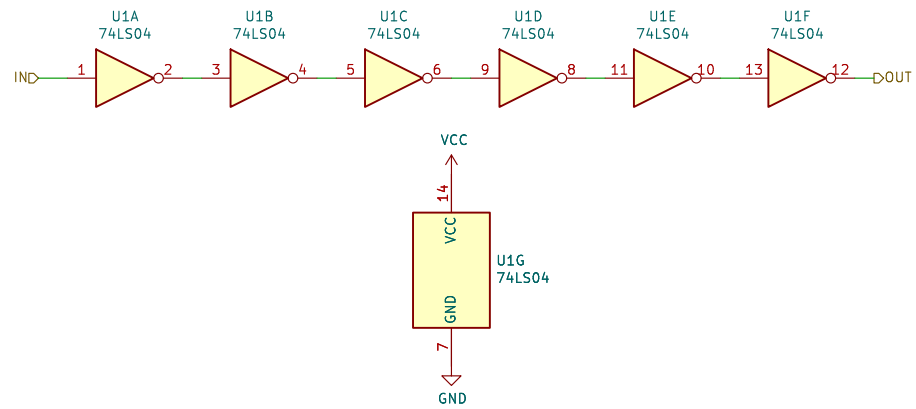 U1A U1B U1C U1D U1E U1F
74LS04 74LS04 74LS04 74LS04 74LS04 74LS04
IN 1 2 3 4 5 6 9 8 11 10 13 12 OUT
VCC
14
VCC
U1G
74LS04
GND
7
GND